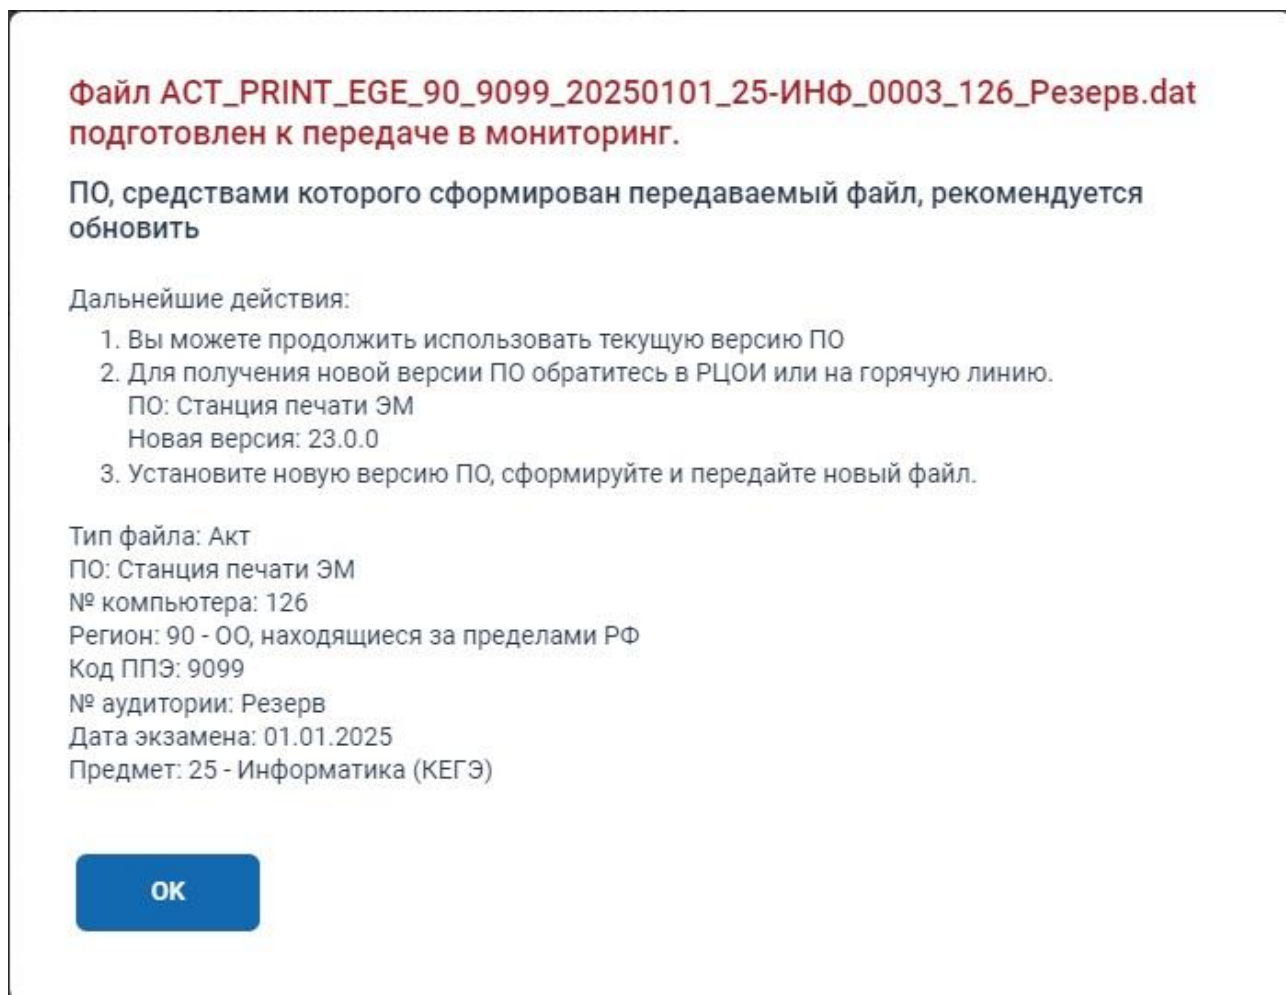 Файл ACT_PRINT_EGE_90_9099_20250101_25-ИНФ_0003_126_Резерв.dat
подготовлен к передаче в мониторинг.
ПО, средствами которого сформирован передаваемый файл, рекомендуется
обновить
Дальнейшие действия:
1. Вы можете продолжить использовать текущую версию ПО
2. Для получения новой версии ПО обратитесь в РЦОИ или на горячую линию.
ПО: Станция печати ЭМ
Новая версия: 23.0.0
3. Установите новую версию ПО, сформируйте и передайте новый файл.
Тип файла: Акт
ПО: Станция печати ЭМ
№ компьютера: 126
Регион: 90 - ОО, находящиеся за пределами РФ
Код ППЭ: 9099
№ аудитории: Резерв
Дата экзамена: 01.01.2025
Предмет: 25 - Информатика (КЕГЭ)
ОК